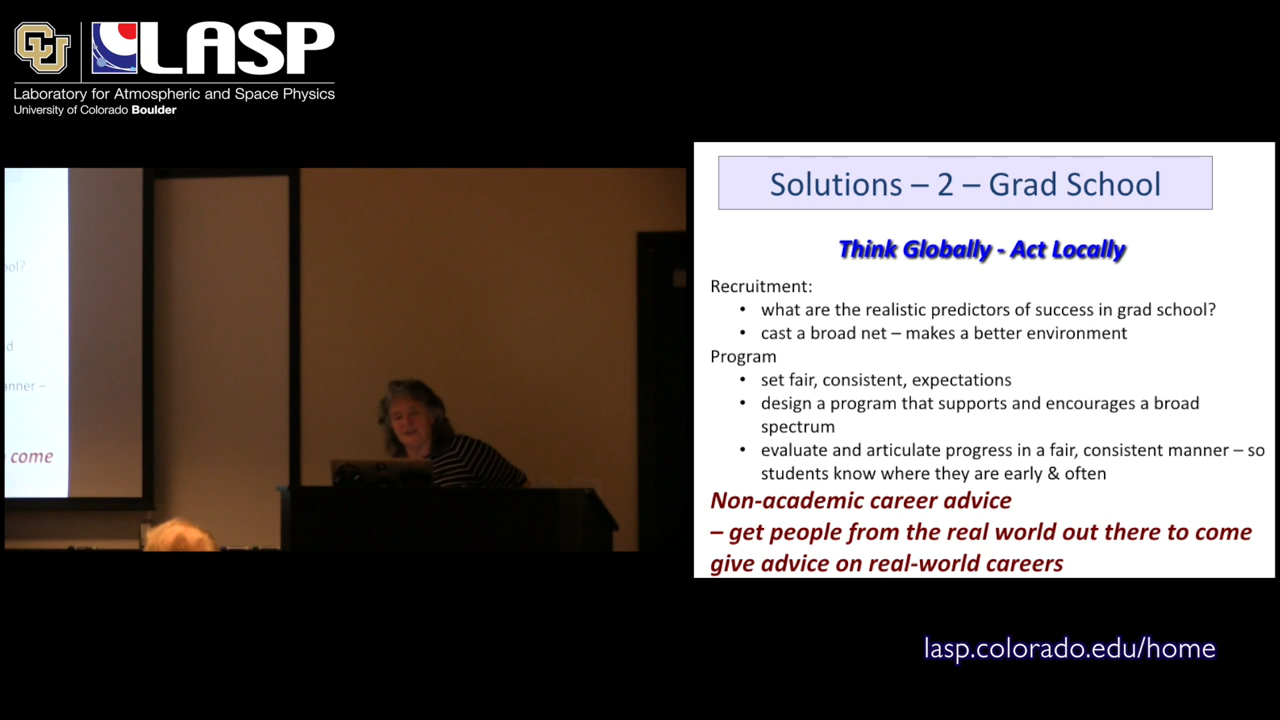 CU
LASP
Laboratory for Atmospheric and Space Physics
University of Colorado Boulder
ool?
d
anner –
come
Solutions – 2 – Grad School
Think Globally - Act Locally
Recruitment:
• what are the realistic predictors of success in grad school?
• cast a broad net – makes a better environment
Program
• set fair, consistent, expectations
• design a program that supports and encourages a broad
spectrum
• evaluate and articulate progress in a fair, consistent manner – so
students know where they are early & often
Non-academic career advice
– get people from the real world out there to come
give advice on real-world careers
lasp.colorado.edu/home